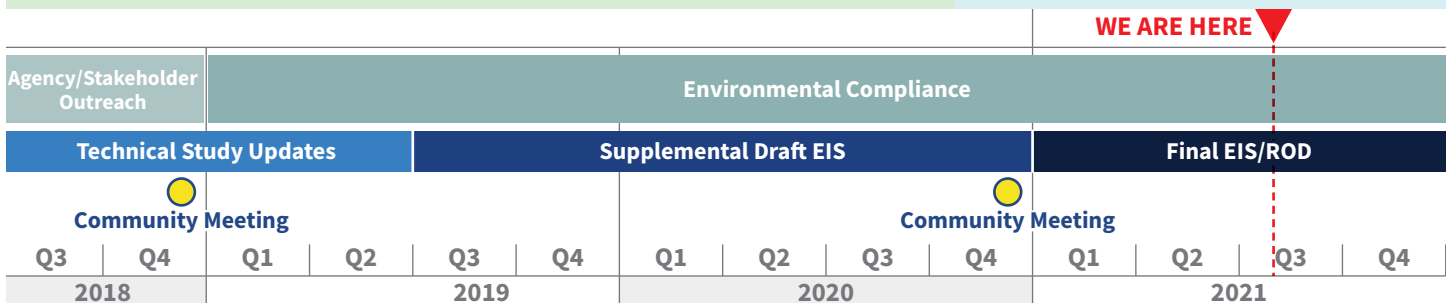 WE ARE HERE
Agency/Stakeholder
Outreach
Environmental Compliance
Technical Study Updates
Supplemental Draft EIS
Final EIS/ROD
Community Meeting
Community Meeting
Q3 Q4 Q1 Q2 Q3 Q4 Q1 Q2 Q3 Q4 Q1 Q2 Q3 Q4
2018 2019 2020 2021